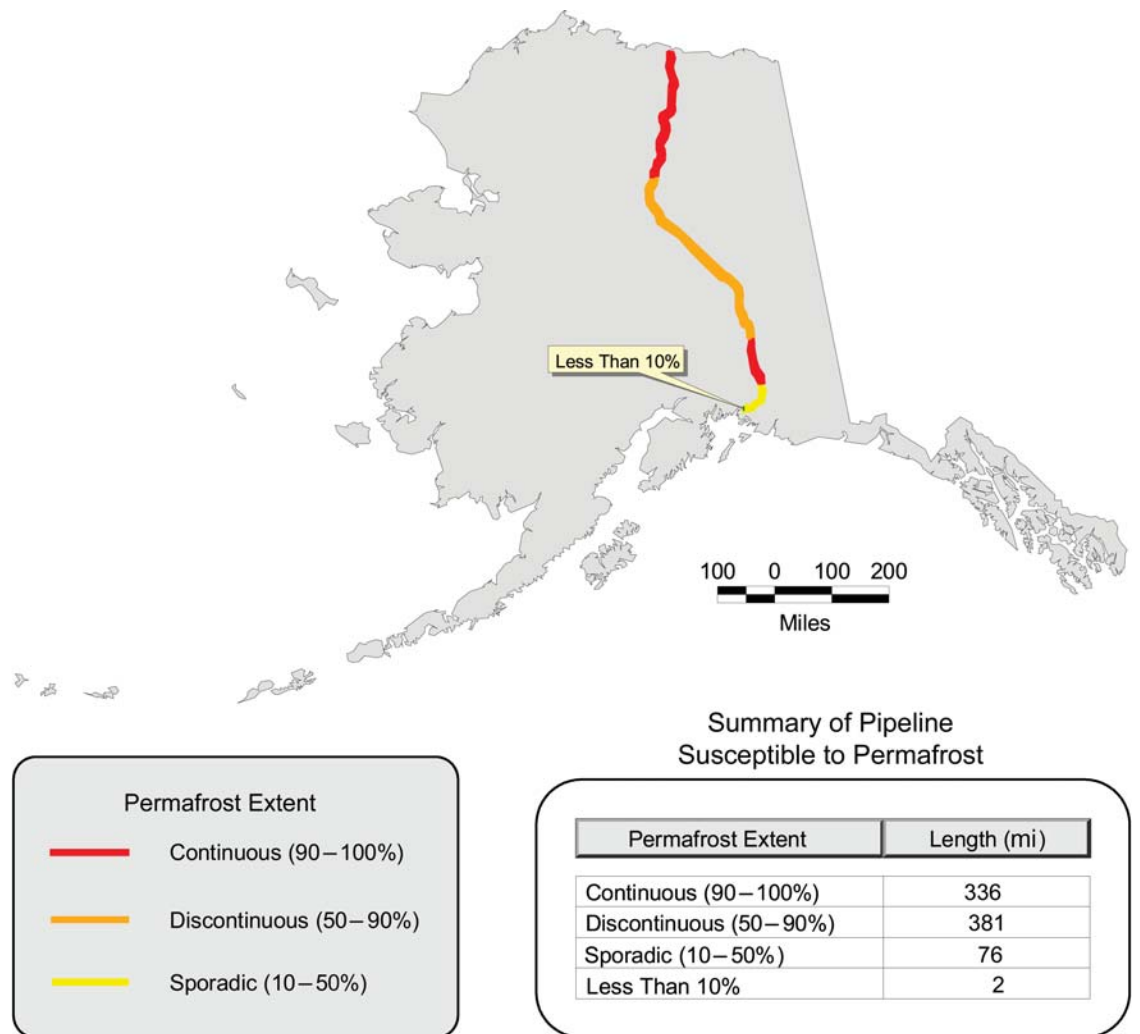 Less Than 10%
100 0 100 200
Miles
Summary of Pipeline
Susceptible to Permafrost
Permafrost Extent
Continuous (90–100%)
Discontinuous (50–90%)
Sporadic (10–50%)
Permafrost Extent Length (mi)
Continuous (90–100%) 336
Discontinuous (50–90%) 381
Sporadic (10–50%) 76
Less Than 10% 2